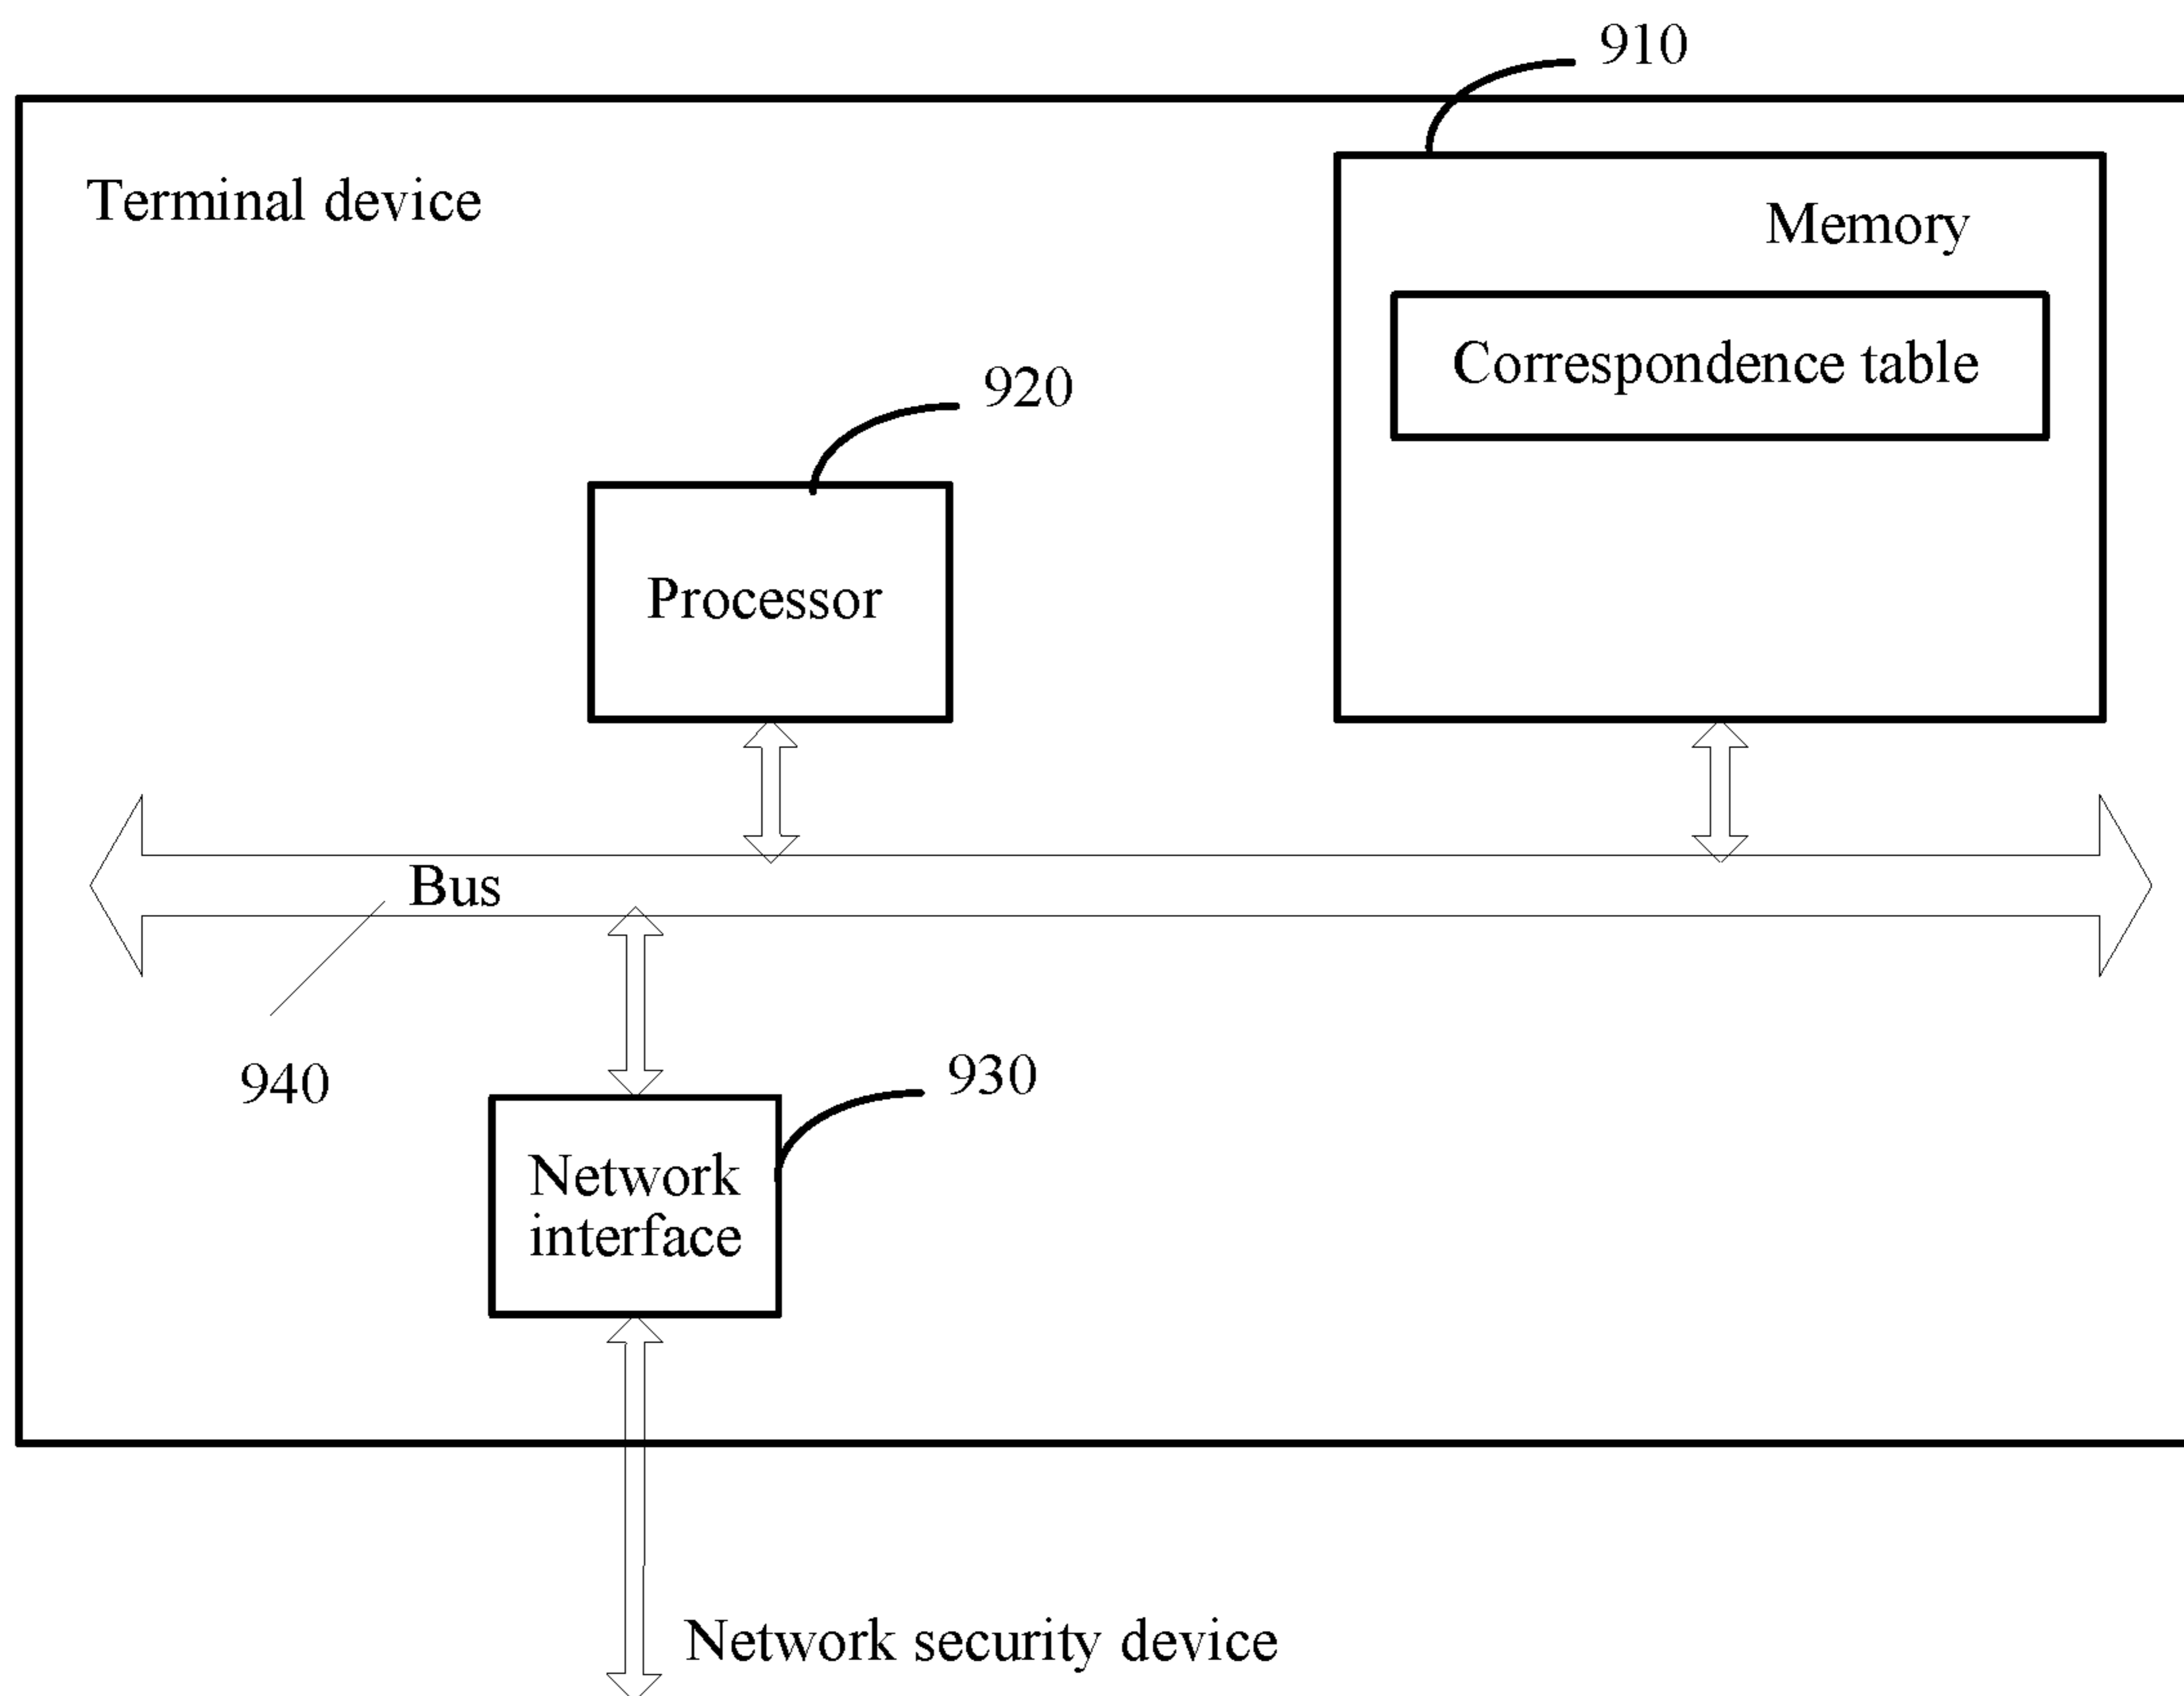 910
Terminal device
Memory
Correspondence table
920
Processor
Bus
940
930
Network
interface
Network security device